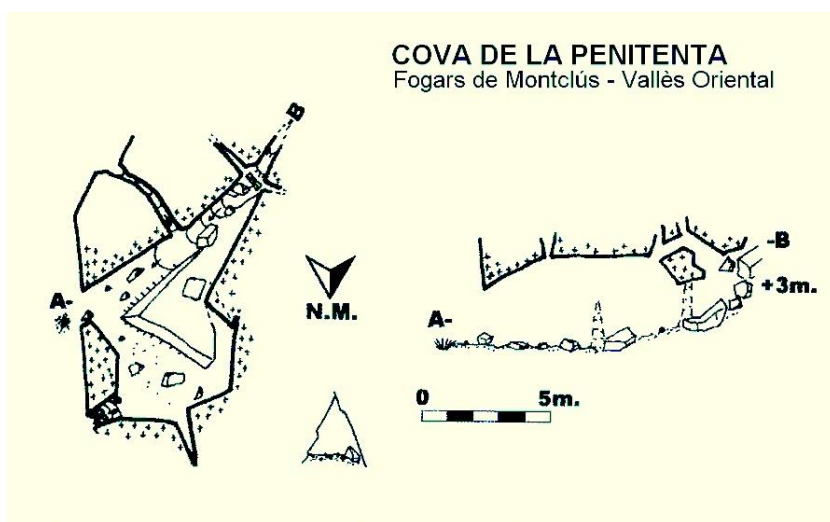 COVA DE LA PENITENTA
Fogars de Montclús - Vallès Oriental
B
A-
N.M.
-B
+3m.
A-
0 5m.